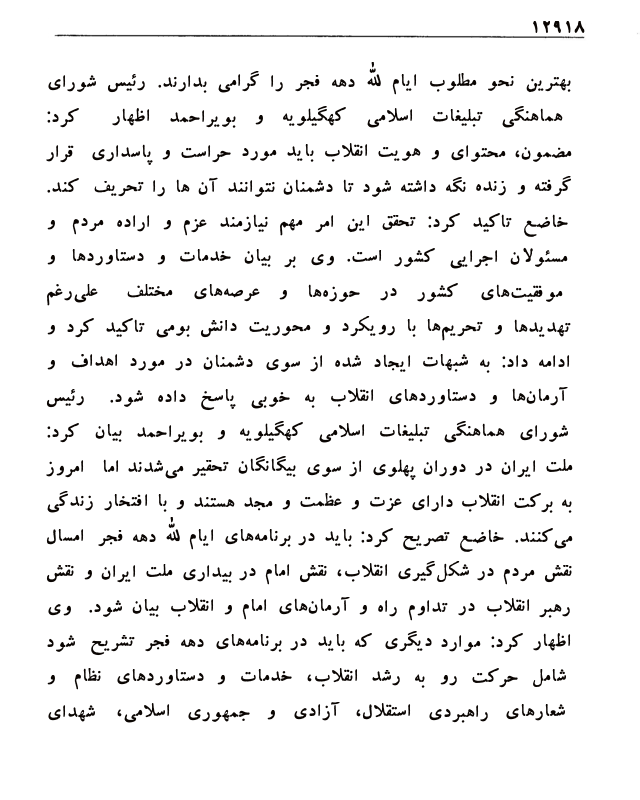 ۱۲۹۱۸
بهترین نحو مطلوب ایام لله دهه فجر را گرامی بدارند. رئیس شورای
هماهنگی تبلیغات اسلامی کهگیلویه و بویراحمد اظهار کرد:
مضمون، محتوای و هویت انقلاب باید مورد حراست و پاسداری قرار
گرفته و زنده نگه داشته شود تا دشمنان نتوانند آن ها را تحریف کند.
خاضع تاکید کرد: تحقق این امر مهم نیازمند عزم و اراده مردم و
مسئولان اجرایی کشور است. وی بر بیان خدمات و دستاوردها و
موفقیت‌های کشور در حوزه‌ها و عرصه‌های مختلف علی‌رغم
تهدیدها و تحریم‌ها با رویکرد و محوریت دانش بومی تاکید کرد و
ادامه داد: به شبهات ایجاد شده از سوی دشمنان در مورد اهداف و
آرمان‌ها و دستاوردهای انقلاب به خوبی پاسخ داده شود. رئیس
شورای هماهنگی تبلیغات اسلامی کهگیلویه و بویراحمد بیان کرد:
ملت ایران در دوران پهلوی از سوی بیگانگان تحقیر می‌شدند اما امروز
به برکت انقلاب دارای عزت و عظمت و مجد هستند و با افتخار زندگی
می‌کنند. خاضع تصریح کرد: باید در برنامه‌های ایام لله دهه فجر امسال
نقش مردم در شکل‌گیری انقلاب، نقش امام در بیداری ملت ایران و نقش
رهبر انقلاب در تداوم راه و آرمان‌های امام و انقلاب بیان شود. وی
اظهار کرد: موارد دیگری که باید در برنامه‌های دهه فجر تشریح شود
شامل حرکت رو به رشد انقلاب، خدمات و دستاوردهای نظام و
شعارهای راهبردی استقلال، آزادی و جمهوری اسلامی، شهدای